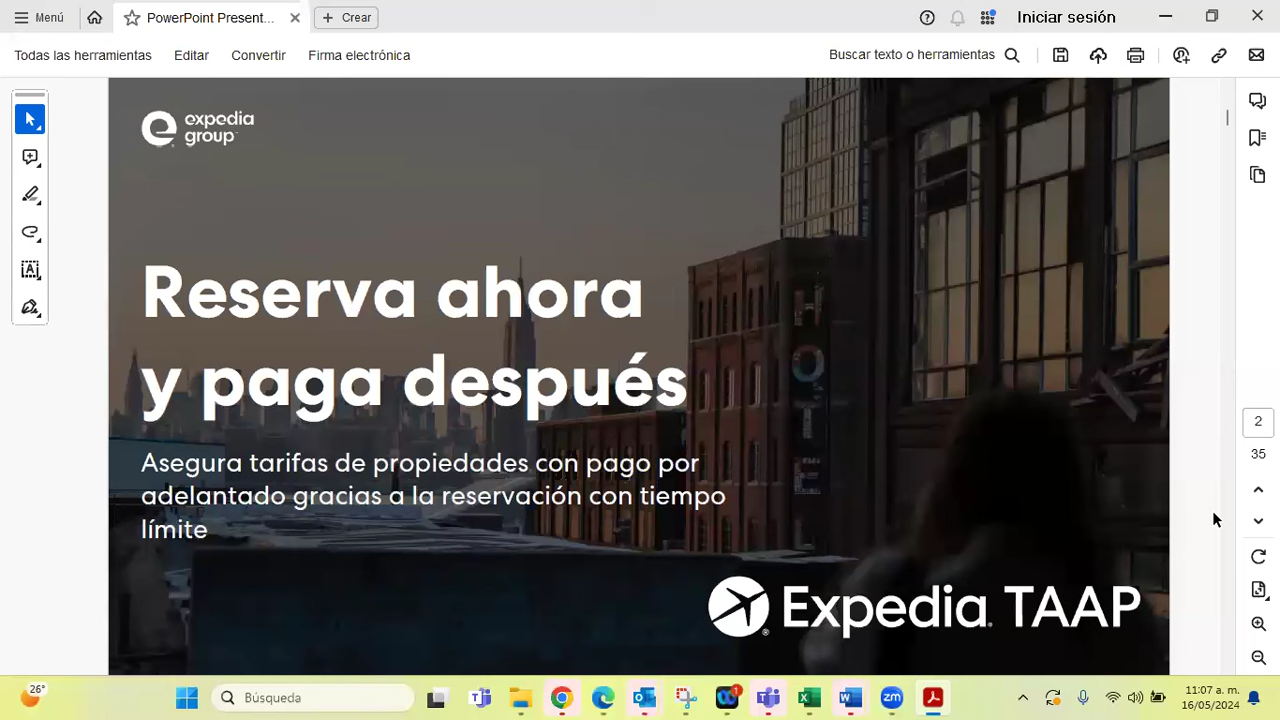 Menú
PowerPoint Present...
Crear
Iniciar sesión
Todas las herramientas
Editar
Convertir
Firma electrónica
Buscar texto o herramientas
expedia
group
Reserva ahora
y paga después
Asegura tarifas de propiedades con pago por
adelantado gracias a la reservación con tiempo
límite
Expedia TAAP
2
35
26°
Búsqueda
1
11:07 a. m.
16/05/2024